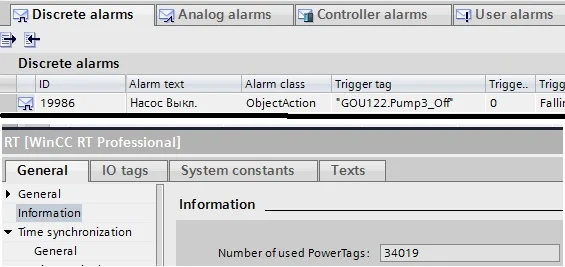 Discrete alarms Analog alarms Controller alarms User alarms
Discrete alarms
ID Alarm text Alarm class Trigger tag Trigge.. Trigg
19986 Насос Выкл. ObjectAction "GOU122.Pump3_Off" 0 Fallin
RT [WinCC RT Professional]
General IO tags System constants Texts
General
Information
Time synchronization
General
Information
Number of used PowerTags: 34019